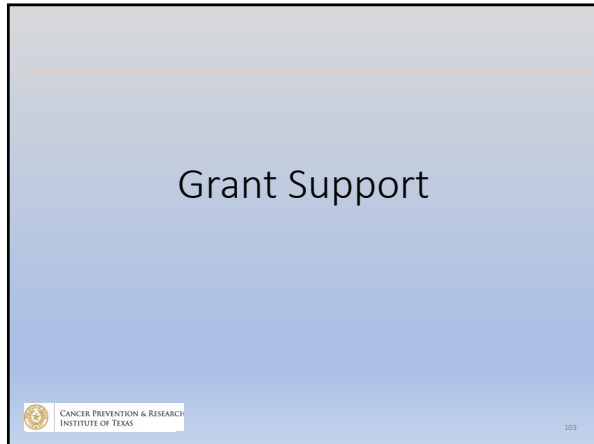 Grant Support
CANCER PREVENTION & RESEARCH
INSTITUTE OF TEXAS
103